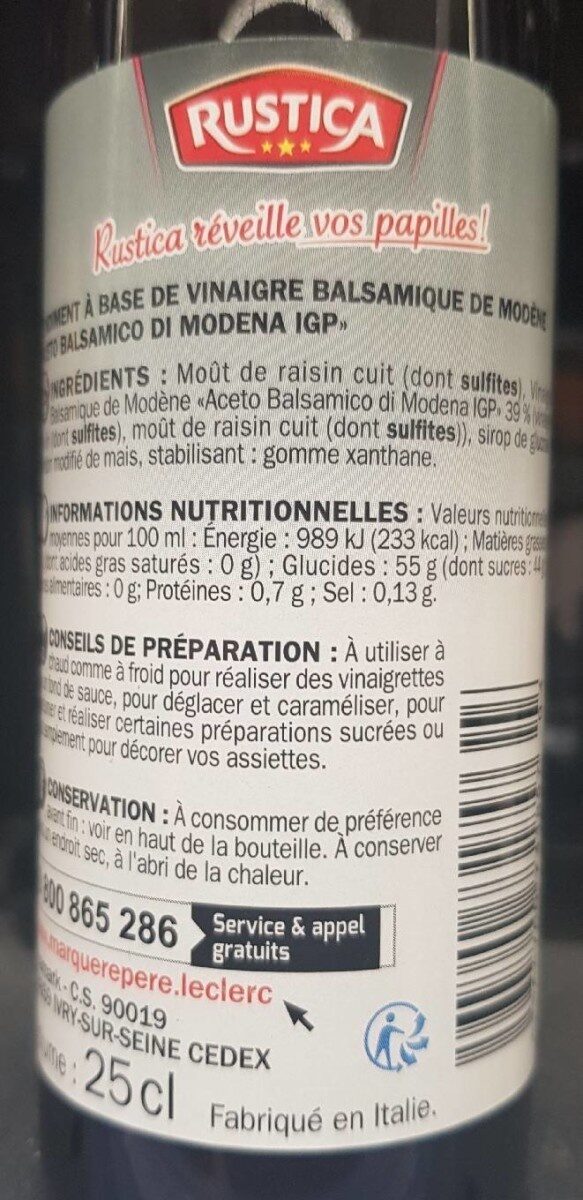 RUSTICA
Rustica réveille vos papilles!
À BASE DE VINAIGRE BALSAMIQUE DE MODÈNE
BALSAMICO DI MODENA IGP»
INGRÉDIENTS : Moût de raisin cuit (dont sulfites),
Balsamique de Modène «Aceto Balsamico di Modena IGP» 39 %
sulfites), moût de raisin cuit (dont sulfites)), sirop de
modifié de maïs, stabilisant : gomme xanthane.
INFORMATIONS NUTRITIONNELLES : Valeurs
moyennes pour 100 ml : Énergie : 989 kJ (233 kcal) ; Matières
acides gras saturés : 0 g) ; Glucides : 55 g (dont sucres :
: 0 g; Protéines : 0,7 g ; Sel : 0,13 g.
CONSEILS DE PRÉPARATION : À utiliser à
chaud comme à froid pour réaliser des vinaigrettes
de sauce, pour déglacer et caraméliser, pour
et réaliser certaines préparations sucrées ou
pour décorer vos assiettes.
CONSERVATION : À consommer de préférence
avant fin : voir en haut de la bouteille. À conserver
endroit sec, à l'abri de la chaleur.
800 865 286 Service & appel
gratuits
marquerepere.leclerc
C.S. 90019
IVRY-SUR-SEINE CEDEX
25 cl
Fabriqué en Italie.